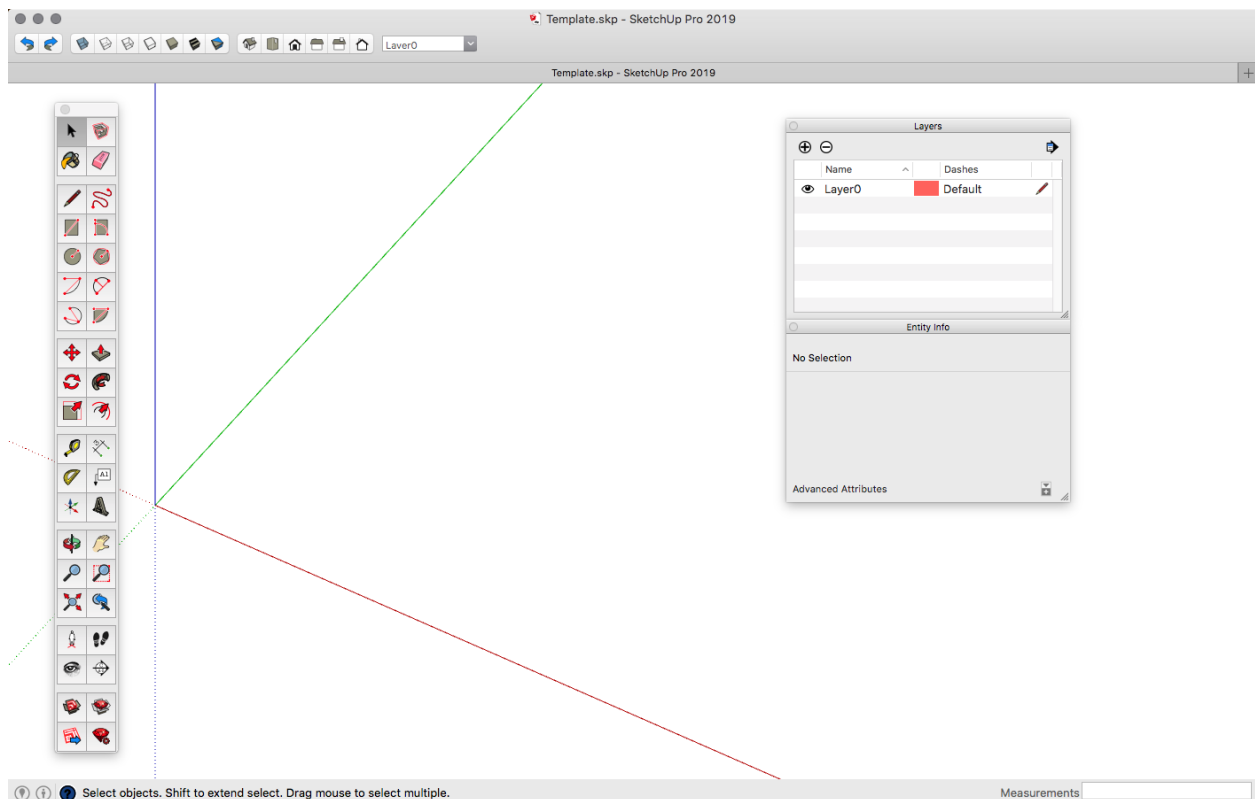 Template.skp - SketchUp Pro 2019
Layer0
Template.skp - SketchUp Pro 2019
Layers
Name Dashes
Layer0 Default
Entity Info
No Selection
Advanced Attributes
A1
Select objects. Shift to extend select. Drag mouse to select multiple.
Measurements